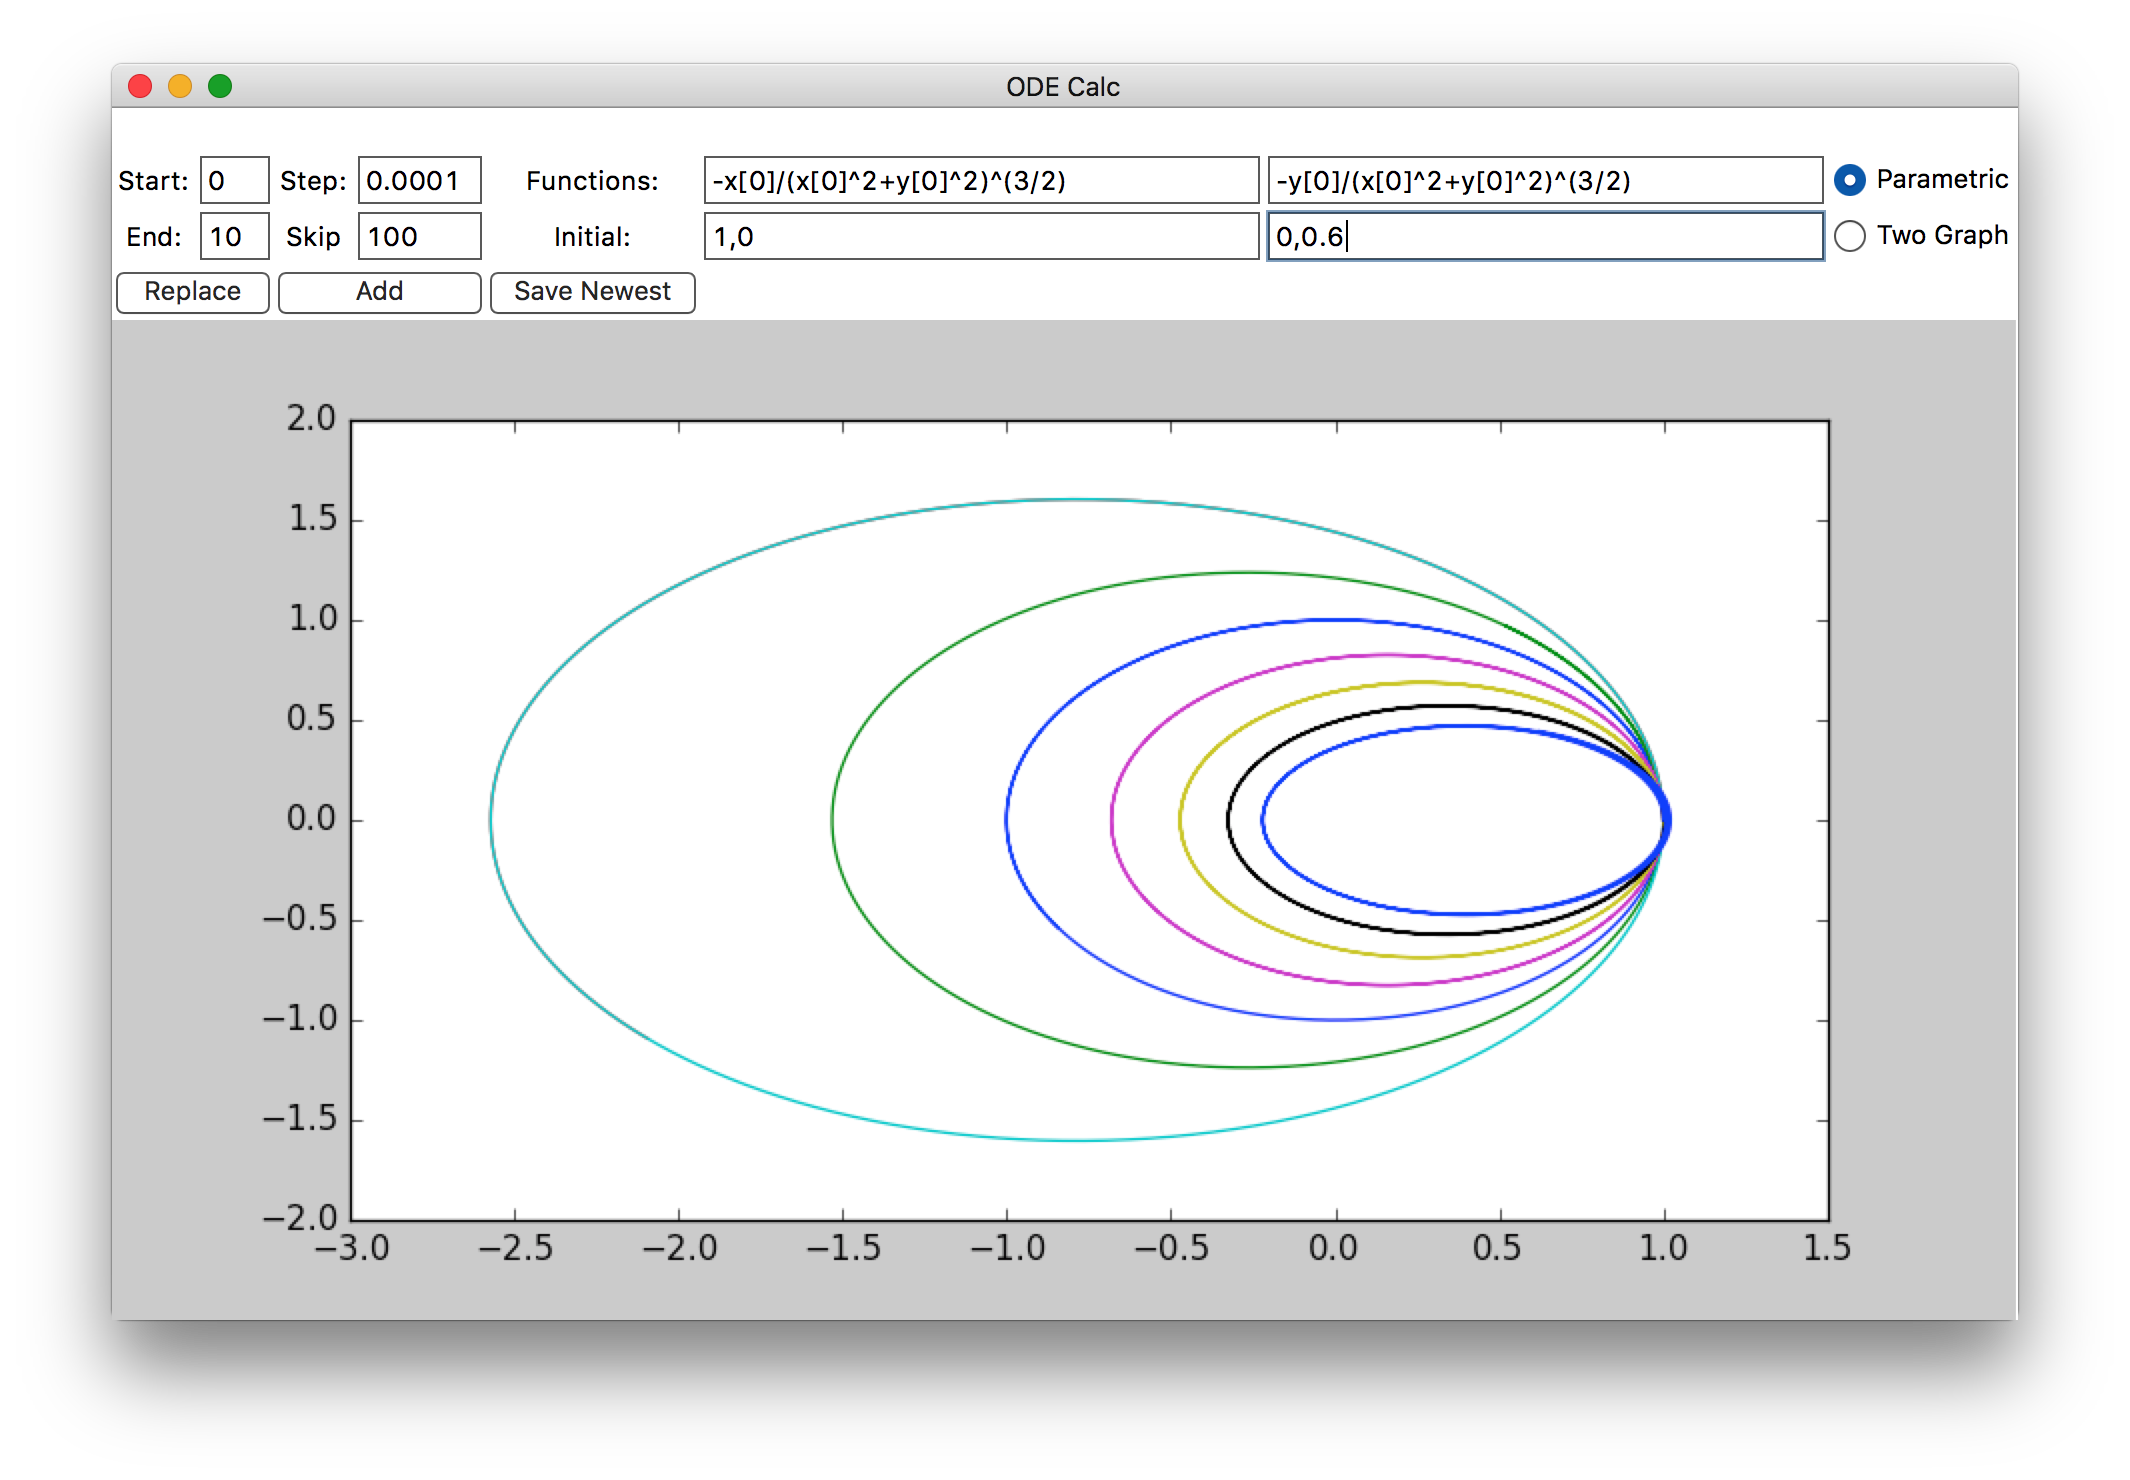 ODE Calc
Start: 0 Step: 0.0001 Functions: -x[0]/(x[0]^2+y[0]^2)^(3/2) -y[0]/(x[0]^2+y[0]^2)^(3/2) Parametric
End: 10 Skip 100 Initial: 1,0 0,0.6 Two Graph
Replace Add Save Newest
2.0
1.5
1.0
0.5
0.0
−0.5
−1.0
−1.5
−2.0
−3.0 −2.5 −2.0 −1.5 −1.0 −0.5 0.0 0.5 1.0 1.5